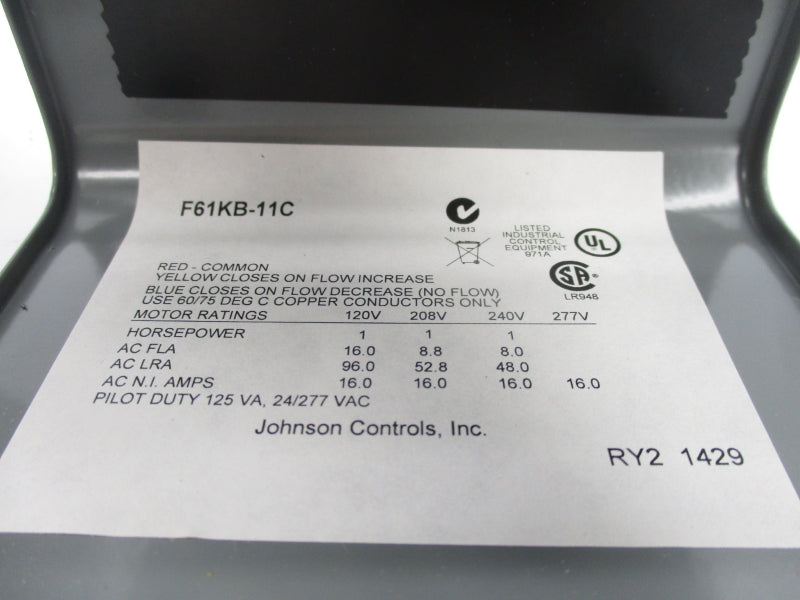 F61KB-11C
N1813
LISTED
INDUSTRIAL
CONTROL
EQUIPMENT
971A
UL
SA
LR948
RED - COMMON
YELLOW CLOSES ON FLOW INCREASE
BLUE CLOSES ON FLOW DECREASE (NO FLOW)
USE 60/75 DEG C COPPER CONDUCTORS ONLY
MOTOR RATINGS 120V 208V 240V 277V
HORSEPOWER 1 1 1
AC FLA 16.0 8.8 8.0
AC LRA 96.0 52.8 48.0
AC N.I. AMPS 16.0 16.0 16.0 16.0
PILOT DUTY 125 VA, 24/277 VAC
Johnson Controls, Inc.
RY2 1429